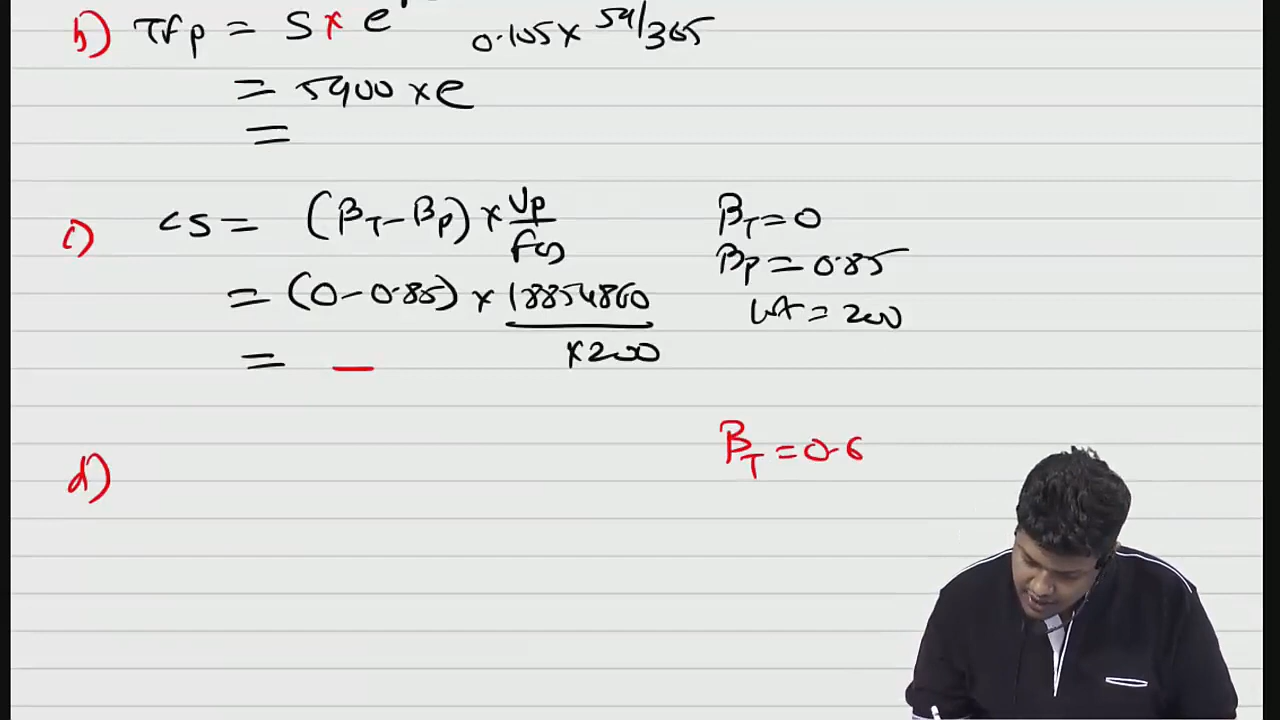 b) Tfp = S x e
0.105 x 54/365
= 5900 x e
=
c) CS = (βT - βp) x Vp/f(s)
βT = 0
βp = 0.85
= (0 - 0.85) x 18854860
x 200
= 200
=
βT = 0.6
d)